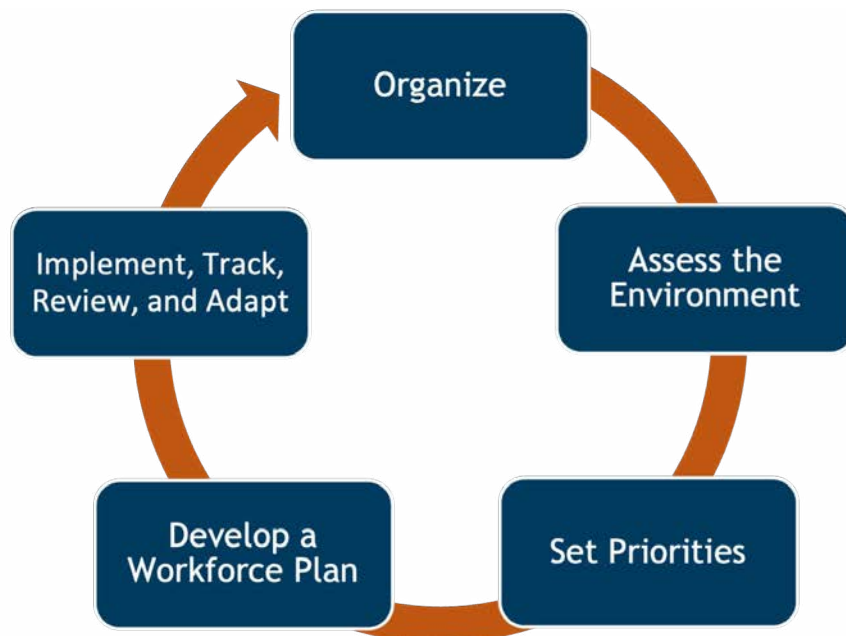 Organize
Assess the
Environment
Set Priorities
Develop a
Workforce Plan
Implement, Track,
Review, and Adapt